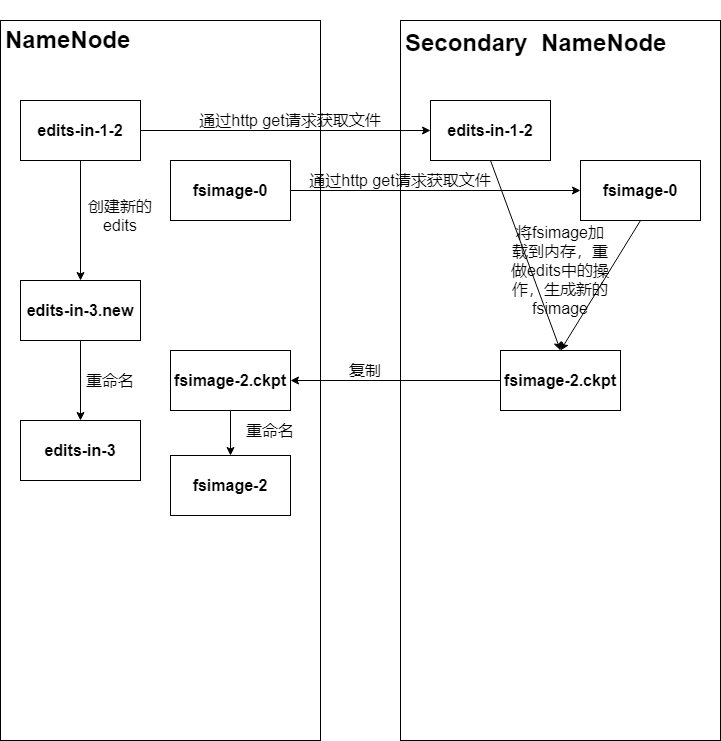 NameNode
Secondary NameNode
edits-in-1-2
通过http get请求获取文件
edits-in-1-2
fsimage-0
通过http get请求获取文件
fsimage-0
创建新的
edits
将fsimage加
载到内存，重
做edits中的操
作，生成新的
fsimage
edits-in-3.new
重命名
fsimage-2.ckpt
复制
fsimage-2.ckpt
edits-in-3
重命名
fsimage-2